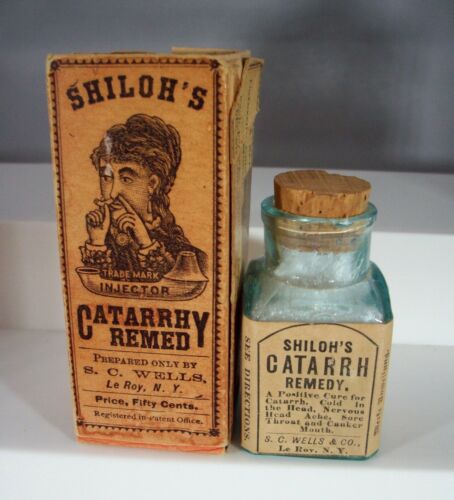 SHILOH'S
TRADE MARK
INJECTOR
CATARRH
REMEDY
PREPARED ONLY BY
S. C. WELLS,
Le Roy, N. Y.
Price, Fifty Cents.
Registered in Patent Office.
SEE DIRECTIONS.
SHILOH'S
CATARRH
REMEDY.
A Positive Cure for
Catarrh, Cold in
the Head, Nervous
Head Ache, Sore
Throat and Canker
Mouth.
S. C. WELLS & CO.,
Le Roy, N. Y.